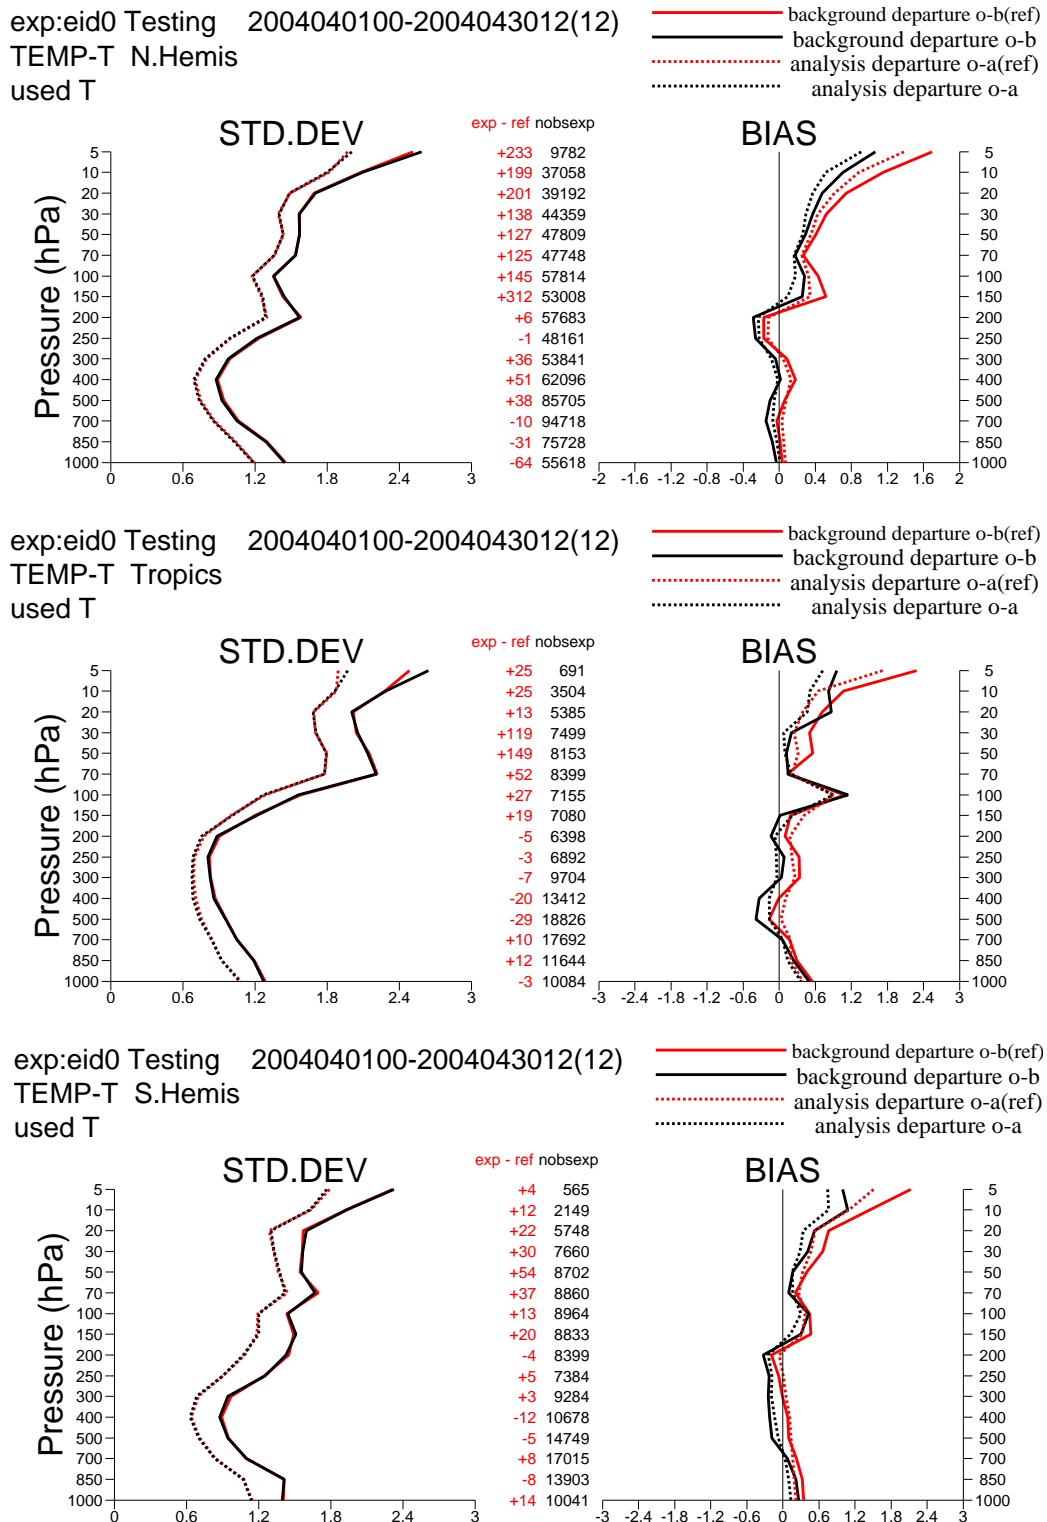 exp:eid0 Testing 2004040100-2004043012(12)
TEMP-T N.Hemis
used T
background departure o-b(ref)
background departure o-b
analysis departure o-a(ref)
analysis departure o-a
STD.DEV exp - ref nobsexp BIAS
Pressure (hPa)
5 +233 9782 5
10 +199 37058 10
20 +201 39192 20
30 +138 44359 30
50 +127 47809 50
70 +125 47748 70
100 +145 57814 100
150 +312 53008 150
200 +6 57683 200
250 -1 48161 250
300 +36 53841 300
400 +51 62096 400
500 +38 85705 500
700 -10 94718 700
850 -31 75728 850
1000 -64 55618 1000
0 0.6 1.2 1.8 2.4 3 -2 -1.6 -1.2 -0.8 -0.4 0 0.4 0.8 1.2 1.6 2
exp:eid0 Testing 2004040100-2004043012(12)
TEMP-T Tropics
used T
background departure o-b(ref)
background departure o-b
analysis departure o-a(ref)
analysis departure o-a
STD.DEV exp - ref nobsexp BIAS
Pressure (hPa)
5 +25 691 5
10 +25 3504 10
20 +13 5385 20
30 +119 7499 30
50 +149 8153 50
70 +52 8399 70
100 +27 7155 100
150 +19 7080 150
200 -5 6398 200
250 -3 6892 250
300 -7 9704 300
400 -20 13412 400
500 -29 18826 500
700 +10 17692 700
850 +12 11644 850
1000 -3 10084 1000
0 0.6 1.2 1.8 2.4 3 -3 -2.4 -1.8 -1.2 -0.6 0 0.6 1.2 1.8 2.4 3
exp:eid0 Testing 2004040100-2004043012(12)
TEMP-T S.Hemis
used T
background departure o-b(ref)
background departure o-b
analysis departure o-a(ref)
analysis departure o-a
STD.DEV exp - ref nobsexp BIAS
Pressure (hPa)
5 +4 565 5
10 +12 2149 10
20 +22 5748 20
30 +30 7660 30
50 +54 8702 50
70 +37 8860 70
100 +13 8964 100
150 +20 8833 150
200 -4 8399 200
250 +5 7384 250
300 +3 9284 300
400 -12 10678 400
500 -5 14749 500
700 +8 17015 700
850 -8 13903 850
1000 +14 10041 1000
0 0.6 1.2 1.8 2.4 3 -3 -2.4 -1.8 -1.2 -0.6 0 0.6 1.2 1.8 2.4 3